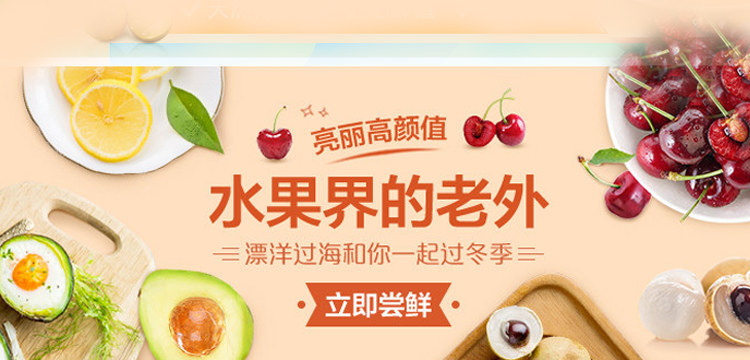 亮丽高颜值
水果界的老外
漂洋过海和你一起过冬季
立即尝鲜